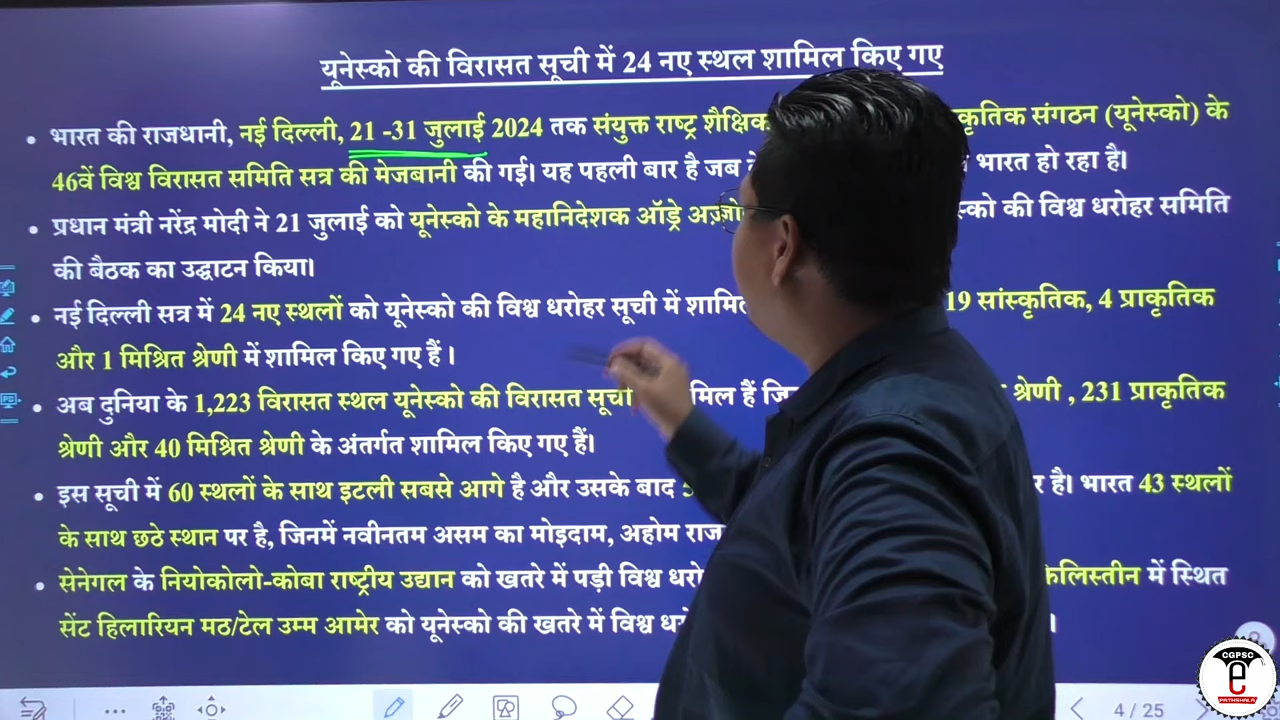 यूनेस्को की विरासत सूची में 24 नए स्थल शामिल किए गए
• भारत की राजधानी, नई दिल्ली, 21 -31 जुलाई 2024 तक संयुक्त राष्ट्र शैक्षिक संगठन (यूनेस्को) के
46वें विश्व विरासत समिति सत्र की मेजबानी की गई। यह पहली बार है जब भारत हो रहा है।
• प्रधान मंत्री नरेंद्र मोदी ने 21 जुलाई को यूनेस्को के महानिदेशक ऑड्रे की विश्व धरोहर समिति
की बैठक का उद्घाटन किया।
• नई दिल्ली सत्र में 24 नए स्थलों को यूनेस्को की विश्व धरोहर सूची में 19 सांस्कृतिक, 4 प्राकृतिक
और 1 मिश्रित श्रेणी में शामिल किए गए हैं ।
• अब दुनिया के 1,223 विरासत स्थल यूनेस्को की विरासत हैं श्रेणी , 231 प्राकृतिक
श्रेणी और 40 मिश्रित श्रेणी के अंतर्गत शामिल किए गए हैं।
• इस सूची में 60 स्थलों के साथ इटली सबसे आगे है और उसके बाद है। भारत 43 स्थलों
के साथ छठे स्थान पर है, जिनमें नवीनतम असम का मोइदाम, अहोम
• सेनेगल के नियोकोलो-कोबा राष्ट्रीय उद्यान को खतरे में पड़ी विश्व में स्थित
सेंट हिलारियन मठ/टेल उम्म आमेर को यूनेस्को की खतरे में विश्व
4 / 25
CGPSC
e
PATHSHALA